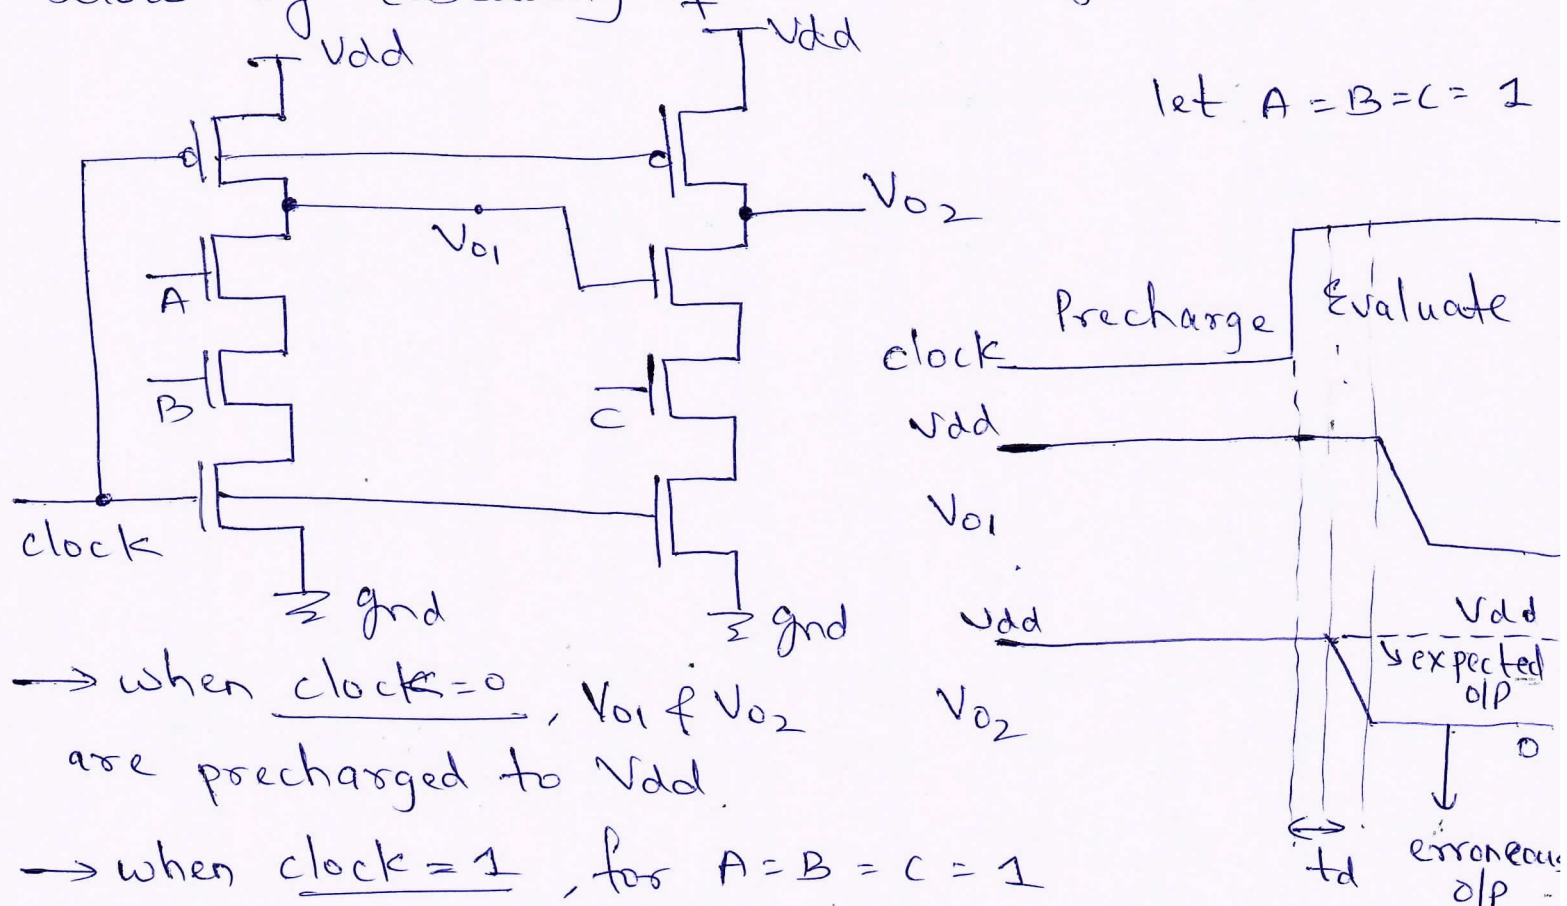 Vdd
Vdd
let A = B = C = 1
Vo2
Vo1
A
Precharge
Evaluate
clock
B
C
Vdd
clock
Vo1
gnd
gnd
Vdd
Vdd
expected
o/p
→ when clock = 0, Vo1 & Vo2
Vo2
0
are precharged to Vdd.
→ when clock = 1, for A = B = C = 1
td
erroneous
o/p